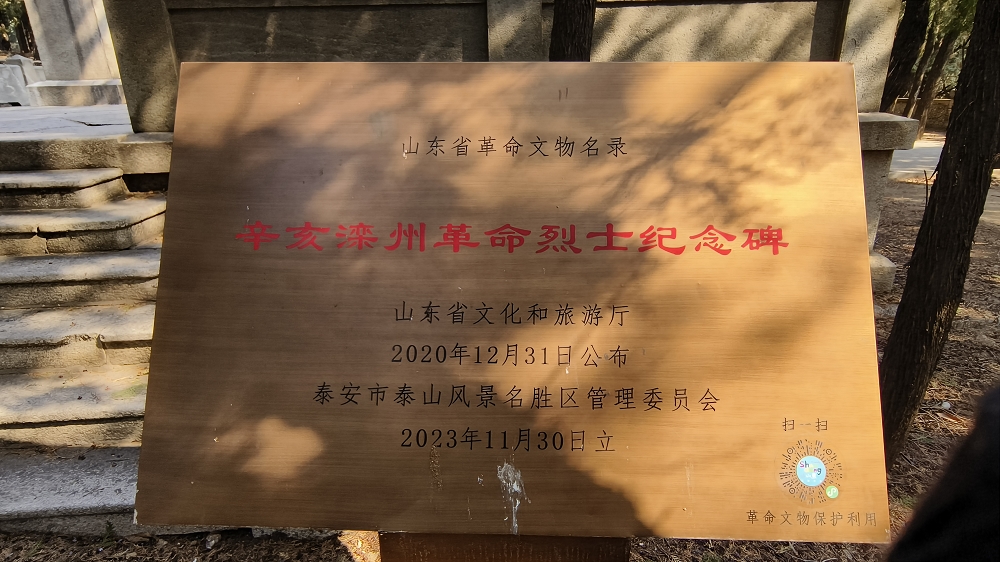 山东省革命文物名录
辛亥滦州革命烈士纪念碑
山东省文化和旅游厅
2020年12月31日公布
泰安市泰山风景名胜区管理委员会
2023年11月30日立
扫一扫
革命文物保护利用